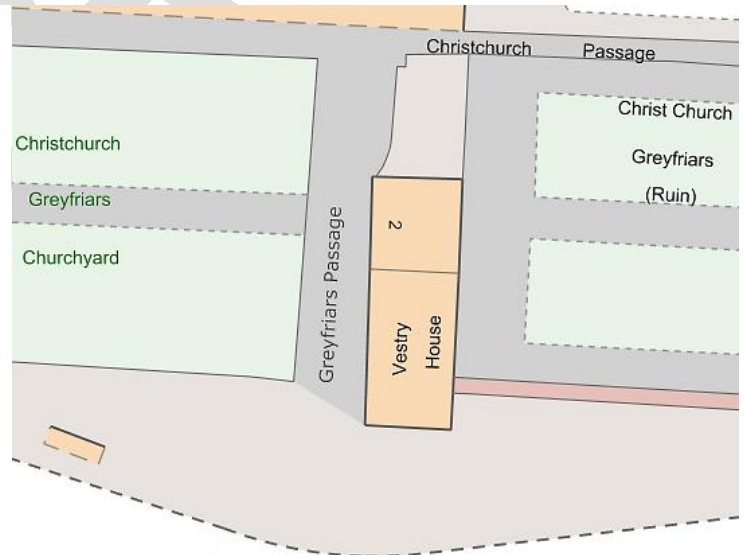 Christchurch Passage
Christ Church
Greyfriars
(Ruin)
Christchurch
Greyfriars
Churchyard
Greyfriars Passage
2
Vestry
House